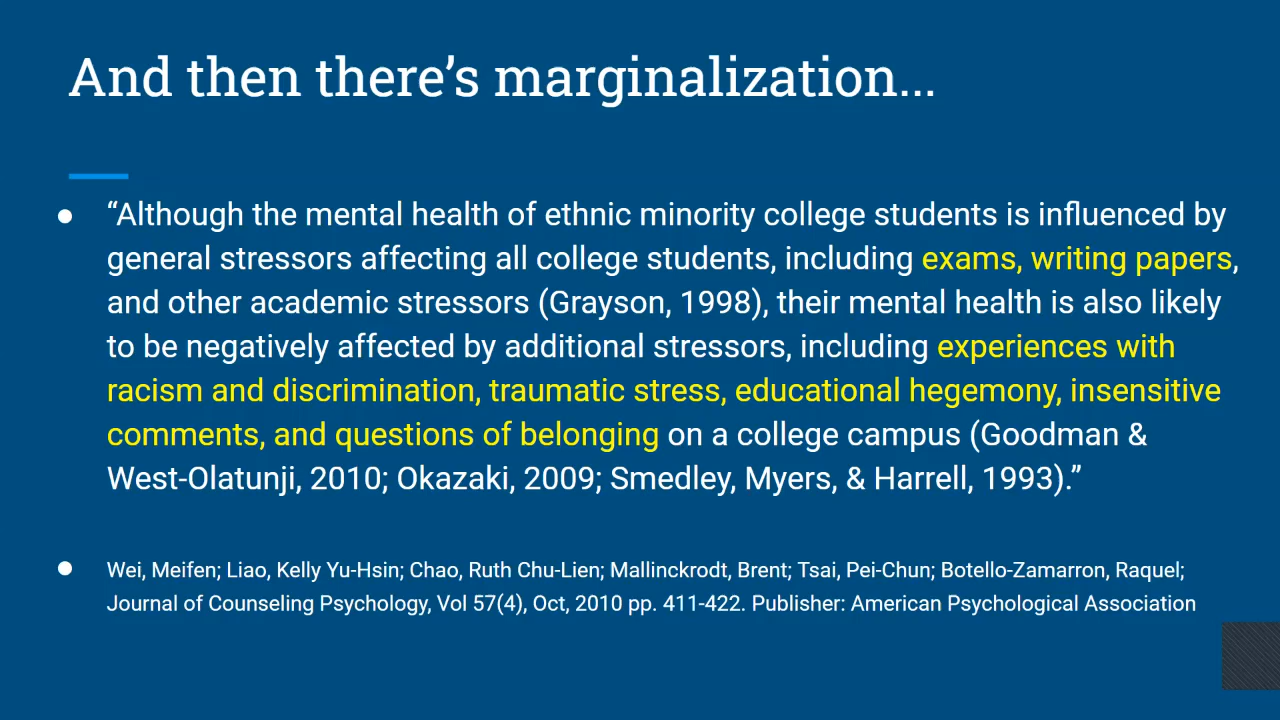 And then there’s marginalization...
● “Although the mental health of ethnic minority college students is influenced by
general stressors affecting all college students, including exams, writing papers,
and other academic stressors (Grayson, 1998), their mental health is also likely
to be negatively affected by additional stressors, including experiences with
racism and discrimination, traumatic stress, educational hegemony, insensitive
comments, and questions of belonging on a college campus (Goodman &
West-Olatunji, 2010; Okazaki, 2009; Smedley, Myers, & Harrell, 1993).”
● Wei, Meifen; Liao, Kelly Yu-Hsin; Chao, Ruth Chu-Lien; Mallinckrodt, Brent; Tsai, Pei-Chun; Botello-Zamarron, Raquel;
Journal of Counseling Psychology, Vol 57(4), Oct, 2010 pp. 411-422. Publisher: American Psychological Association